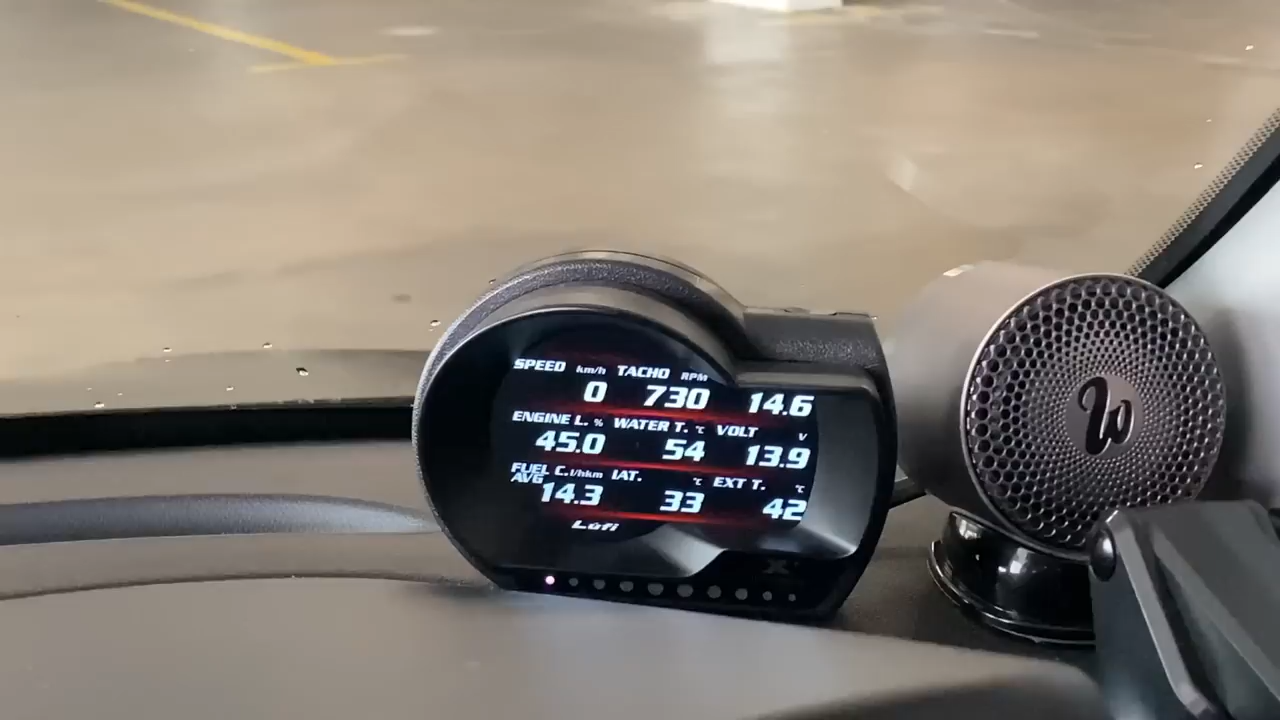 SPEED km/h TACHO RPM
0 730 14.6
ENGINE L. % WATER T. °C VOLT V
45.0 54 13.9
FUEL C. l/hkm IAT. °C EXT T. °C
AVG
14.3 33 42
Lufi
X
W